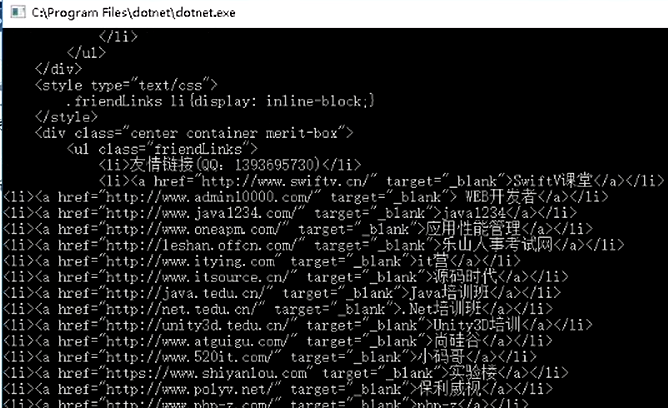 C:\Program Files\dotnet\dotnet.exe
</li>
</ul>
</div>
<style type="text/css">
.friendLinks li{display: inline-block;}
</style>
<div class="center container merit-box">
<ul class="friendLinks">
<li>友情链接(QQ：1393695730)</li>
<li><a href="http://www.swiftv.cn/" target="_blank">SwiftV课堂</a></li>
<li><a href="http://www.admin10000.com/" target="_blank"> WEB开发者</a></li>
<li><a href="http://www.java1234.com/" target="_blank">java1234</a></li>
<li><a href="http://www.oneapm.com/" target="_blank">应用性能管理</a></li>
<li><a href="http://leshan.offcn.com/" target="_blank">乐山人事考试网</a></li>
<li><a href="http://www.itying.com" target="_blank">it营</a></li>
<li><a href="http://www.itsource.cn/" target="_blank">源码时代</a></li>
<li><a href="http://java.tedu.cn/" target="_blank">Java培训班</a></li>
<li><a href="http://net.tedu.cn/" target="_blank">.Net培训班</a></li>
<li><a href="http://unity3d.tedu.cn/" target="_blank">Unity3D培训</a></li>
<li><a href="http://www.atguigu.com/" target="_blank">尚硅谷</a></li>
<li><a href="http://www.520it.com/" target="_blank">小码哥</a></li>
<li><a href="https://www.shiyanlou.com" target="_blank">实验楼</a></li>
<li><a href="http://www.polyv.net/" target="_blank">保利威视</a></li>
<li><a href="http://www.php-z.com/" target="_blank">php-z</a></li>